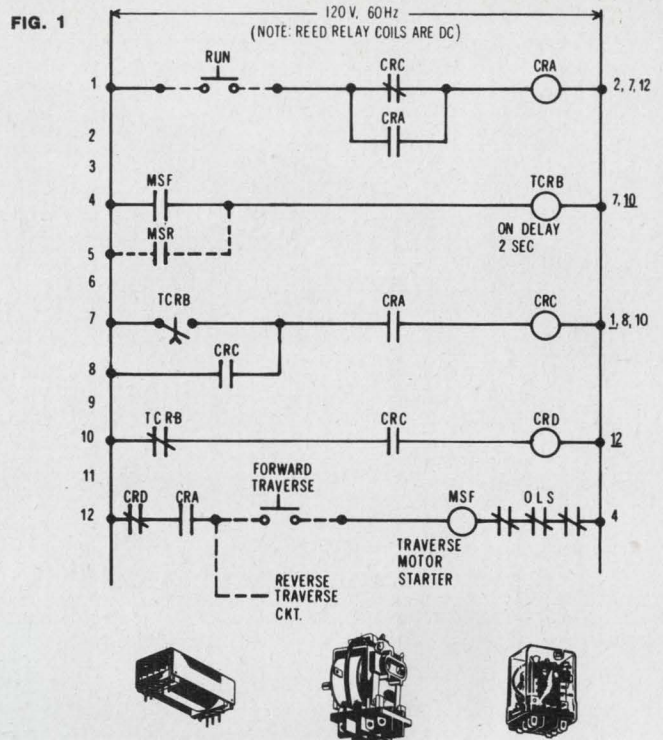 FIG. 1
120 V, 60Hz
(NOTE: REED RELAY COILS ARE DC)
RUN
CRC
CRA
1
2, 7, 12
CRA
2
3
MSF
TCRB
4
7, 10
ON DELAY
2 SEC
MSR
5
6
TCRB
CRA
CRC
7
1, 8, 10
CRC
8
9
TCRB
CRC
CRD
10
12
11
FORWARD
TRAVERSE
CRD
CRA
MSF
OLS
12
4
TRAVERSE
MOTOR
STARTER
REVERSE
TRAVERSE
CKT.